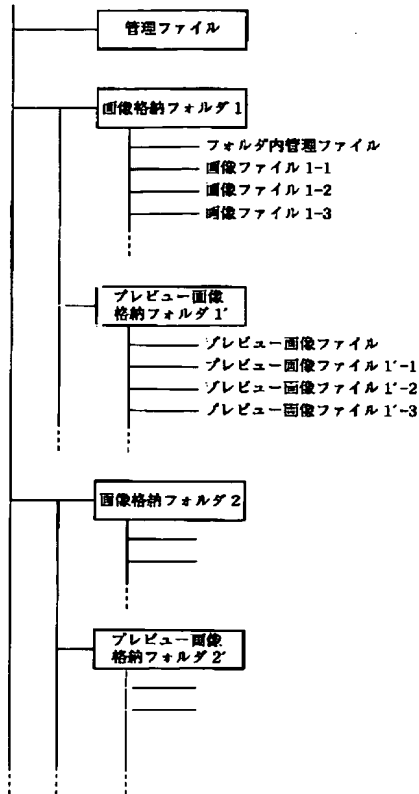 管理ファイル
画像格納フォルダ 1
フォルダ内管理ファイル
画像ファイル 1-1
画像ファイル 1-2
画像ファイル 1-3
プレビュー画像
格納フォルダ 1'
プレビュー画像ファイル
プレビュー画像ファイル 1'-1
プレビュー画像ファイル 1'-2
プレビュー画像ファイル 1'-3
画像格納フォルダ 2
プレビュー画像
格納フォルダ 2'